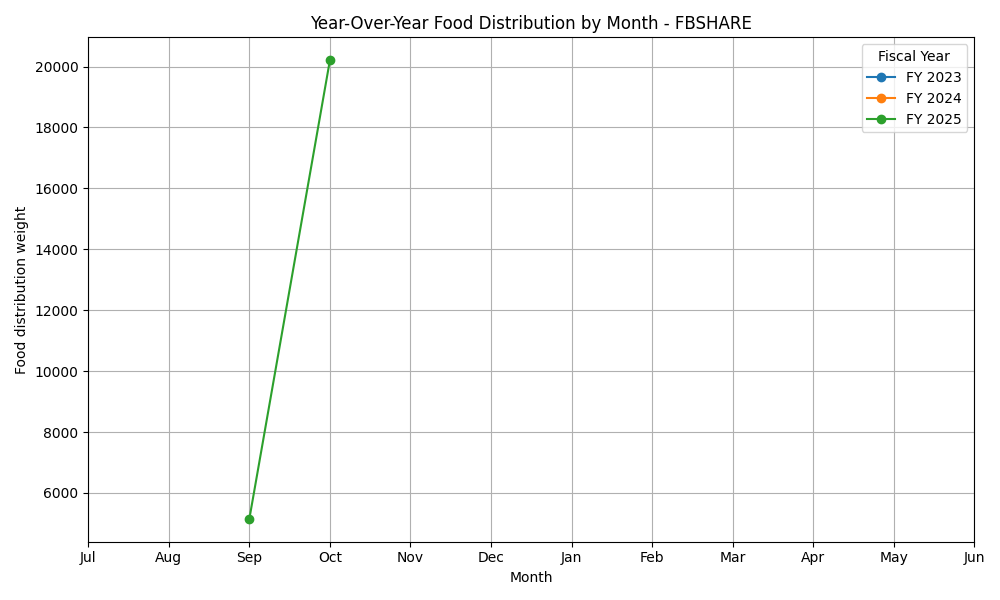 Year-Over-Year Food Distribution by Month - FBSHARE
Fiscal Year
FY 2023
FY 2024
FY 2025
Food distribution weight
20000
18000
16000
14000
12000
10000
8000
6000
Jul Aug Sep Oct Nov Dec Jan Feb Mar Apr May Jun
Month